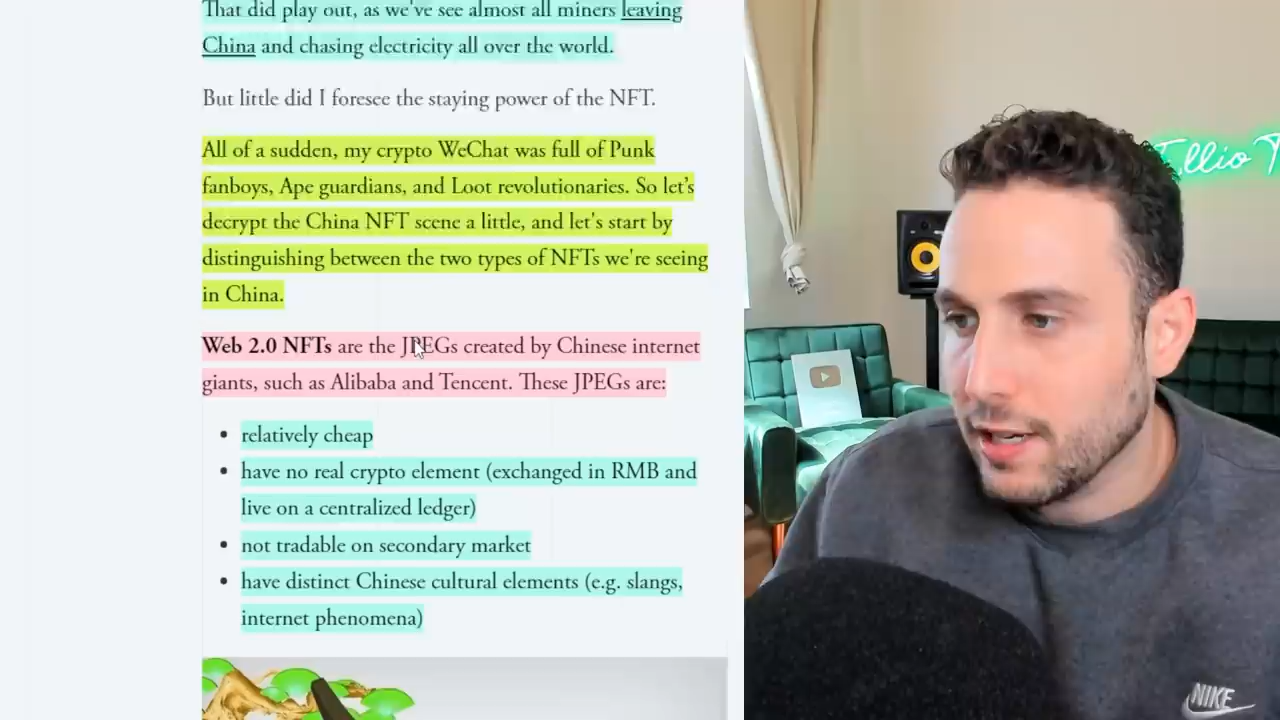 That did play out, as we've see almost all miners leaving
China and chasing electricity all over the world.
But little did I foresee the staying power of the NFT.
All of a sudden, my crypto WeChat was full of Punk
fanboys, Ape guardians, and Loot revolutionaries. So let's
decrypt the China NFT scene a little, and let's start by
distinguishing between the two types of NFTs we're seeing
in China.
Web 2.0 NFTs are the JPEGs created by Chinese internet
giants, such as Alibaba and Tencent. These JPEGs are:
relatively cheap
have no real crypto element (exchanged in RMB and
live on a centralized ledger)
not tradable on secondary market
have distinct Chinese cultural elements (e.g. slangs,
internet phenomena)
Ellio T
NIKE